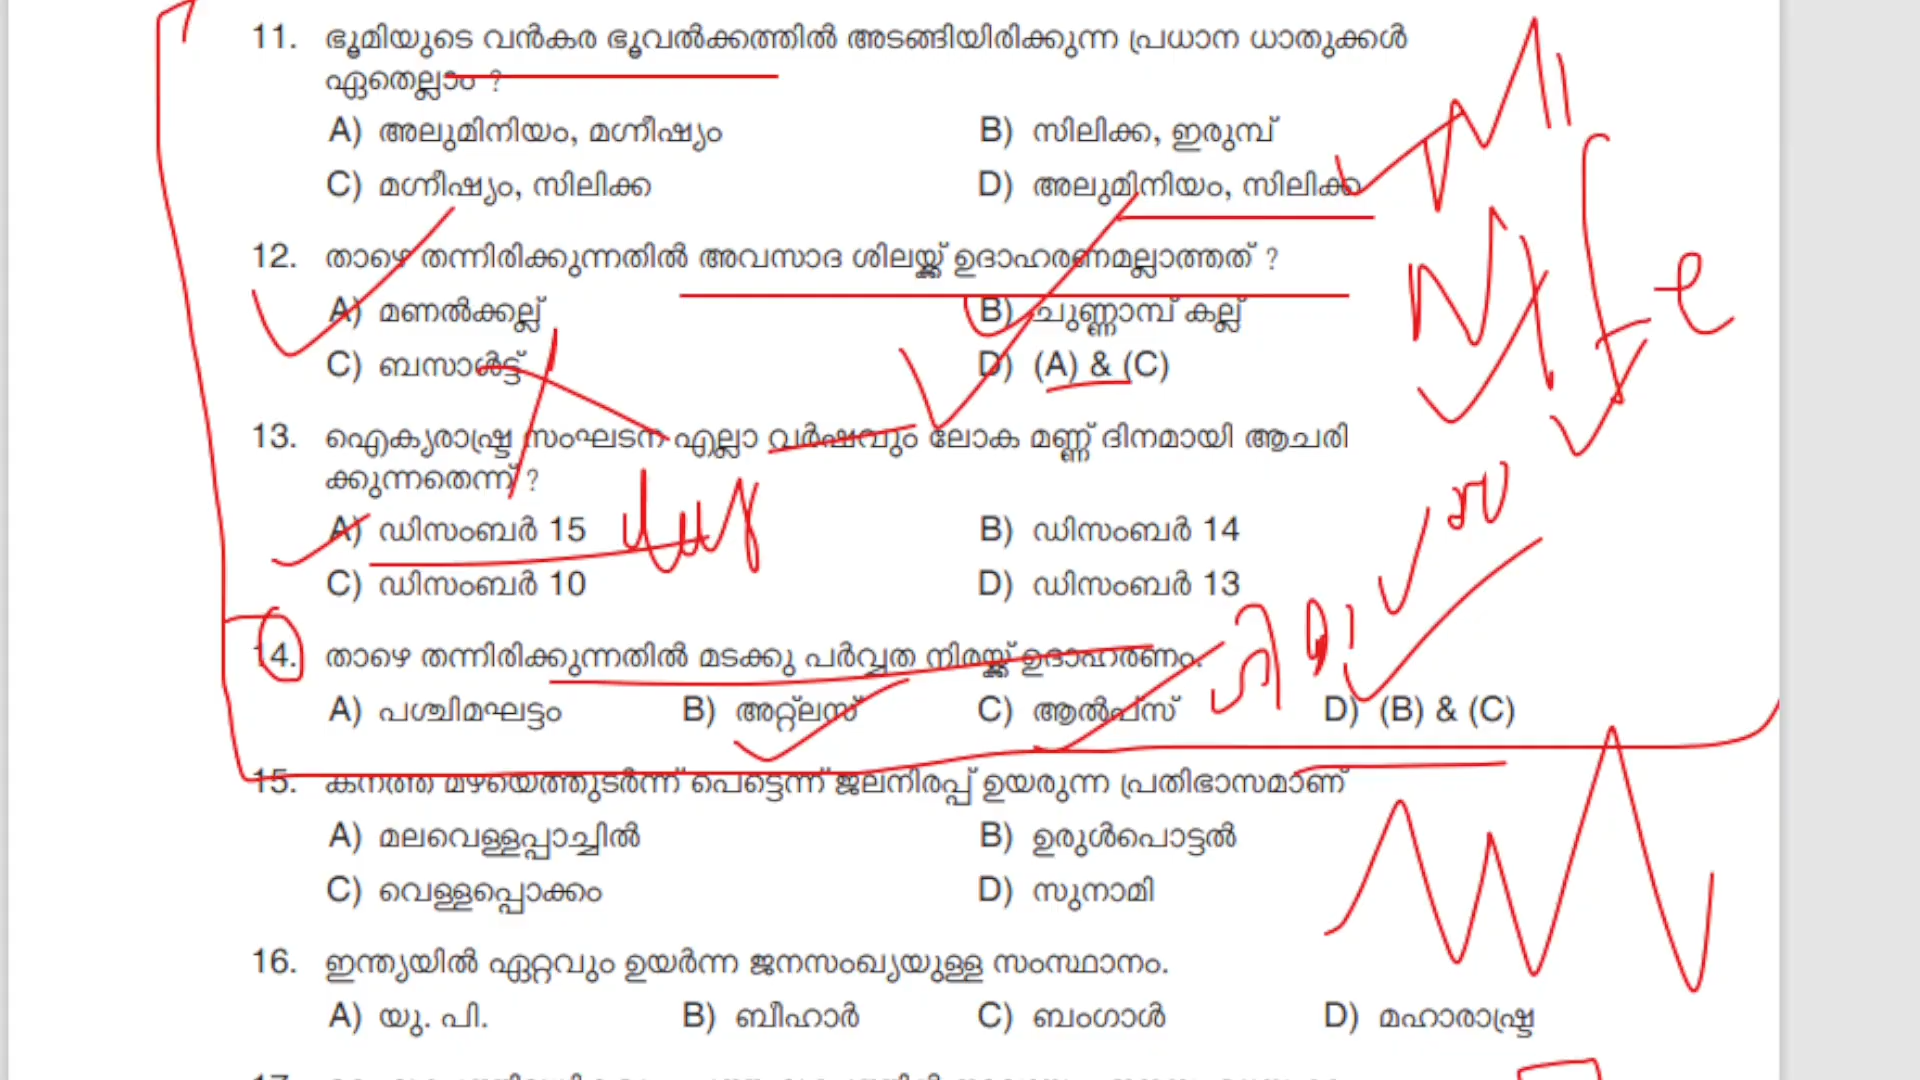 11. ഭൂമിയുടെ വൻകര ഭൂവൽക്കത്തിൽ അടങ്ങിയിരിക്കുന്ന പ്രധാന ധാതുക്കൾ
ഏതെല്ലാം ?
A) അലുമിനിയം, മഗ്നീഷ്യം B) സിലിക്ക, ഇരുമ്പ്
C) മഗ്നീഷ്യം, സിലിക്ക D) അലുമിനിയം, സിലിക്ക
12. താഴെ തന്നിരിക്കുന്നതിൽ അവസാദ ശിലയ്ക്ക് ഉദാഹരണമല്ലാത്തത് ?
A) മണൽക്കല്ല് B) ചുണ്ണാമ്പ് കല്ല്
C) ബസാൾട്ട് D) (A) & (C)
13. ഐക്യരാഷ്ട്ര സംഘടന എല്ലാ വർഷവും ലോക മണ്ണ് ദിനമായി ആചരി
ക്കുന്നതെന്ന് ?
A) ഡിസംബർ 15 B) ഡിസംബർ 14
C) ഡിസംബർ 10 D) ഡിസംബർ 13
14. താഴെ തന്നിരിക്കുന്നതിൽ മടക്കു പർവ്വത നിരയ്ക്ക് ഉദാഹരണം.
A) പശ്ചിമഘട്ടം B) അറ്റ്ലസ് C) ആൽപ്സ് D) (B) & (C)
15. കനത്ത മഴയെത്തുടർന്ന് പെട്ടെന്ന് ജലനിരപ്പ് ഉയരുന്ന പ്രതിഭാസമാണ്
A) മലവെള്ളപ്പാച്ചിൽ B) ഉരുൾപൊട്ടൽ
C) വെള്ളപ്പൊക്കം D) സുനാമി
16. ഇന്ത്യയിൽ ഏറ്റവും ഉയർന്ന ജനസംഖ്യയുള്ള സംസ്ഥാനം.
A) യു. പി. B) ബീഹാർ C) ബംഗാൾ D) മഹാരാഷ്ട്ര